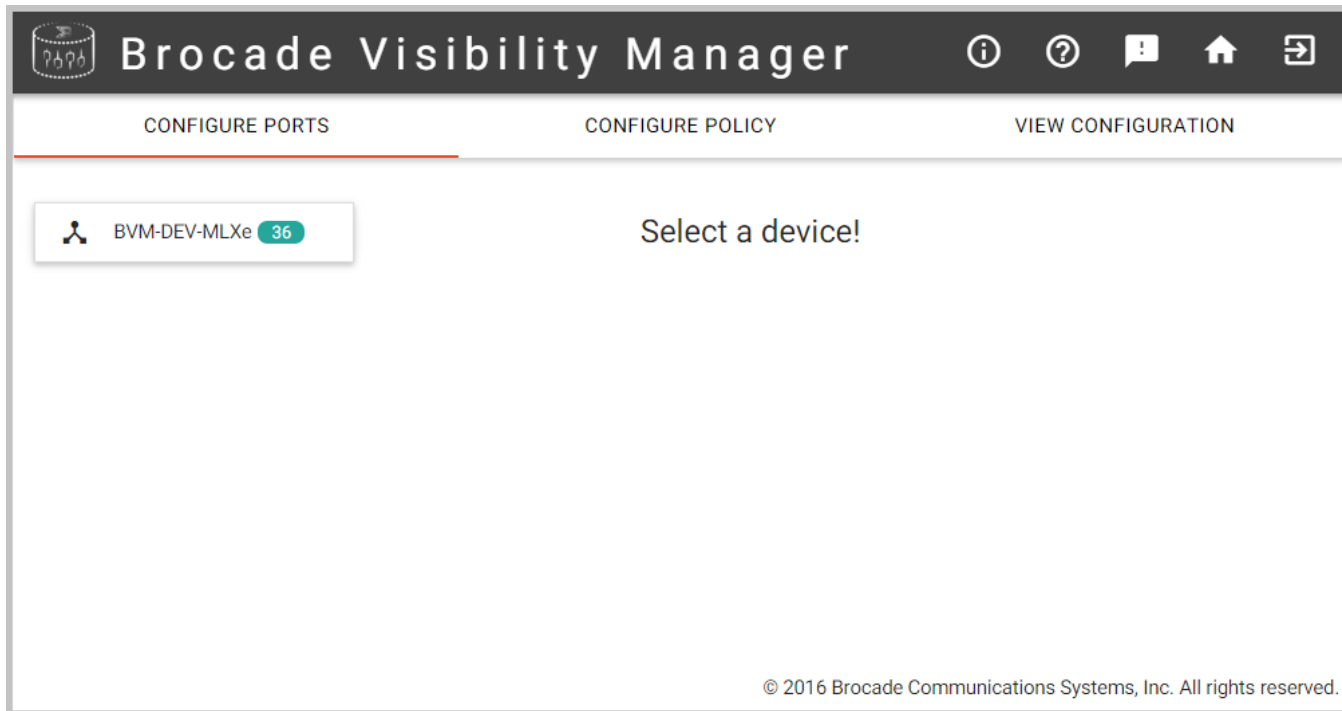 Brocade Visibility Manager
CONFIGURE PORTS CONFIGURE POLICY VIEW CONFIGURATION
BVM-DEV-MLXe 36
Select a device!
© 2016 Brocade Communications Systems, Inc. All rights reserved.